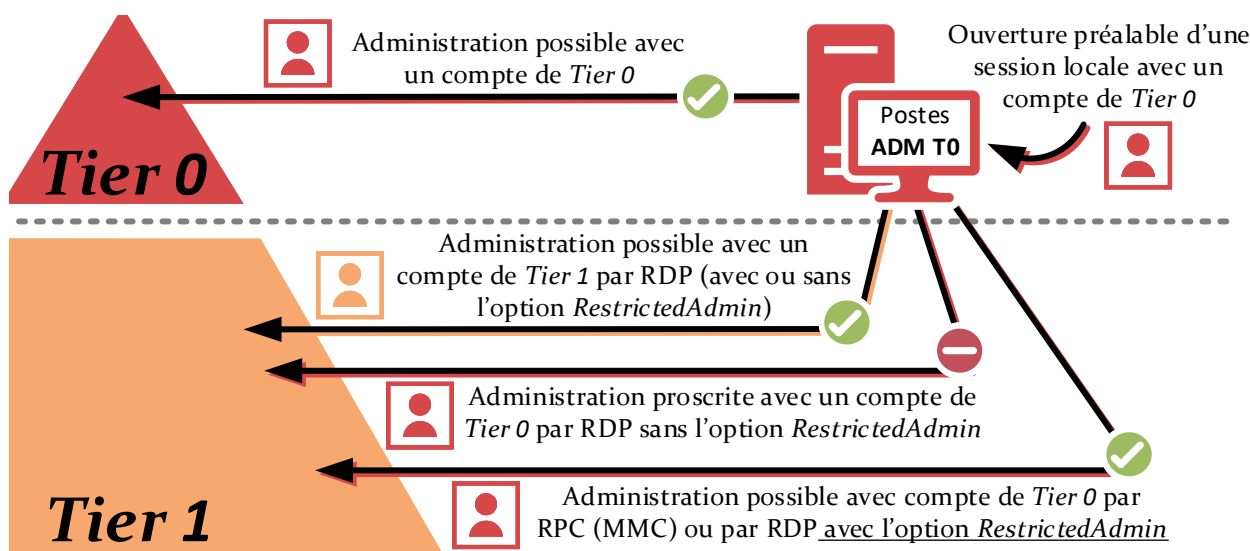 Administration possible avec
un compte de Tier 0
Ouverture préalable d'une
session locale avec un
compte de Tier 0
Postes
ADM T0
Tier 0
Administration possible avec un
compte de Tier 1 par RDP (avec ou sans
l'option RestrictedAdmin)
Administration proscrite avec un compte de
Tier 0 par RDP sans l'option RestrictedAdmin
Administration possible avec compte de Tier 0 par
RPC (MMC) ou par RDP avec l'option RestrictedAdmin
Tier 1